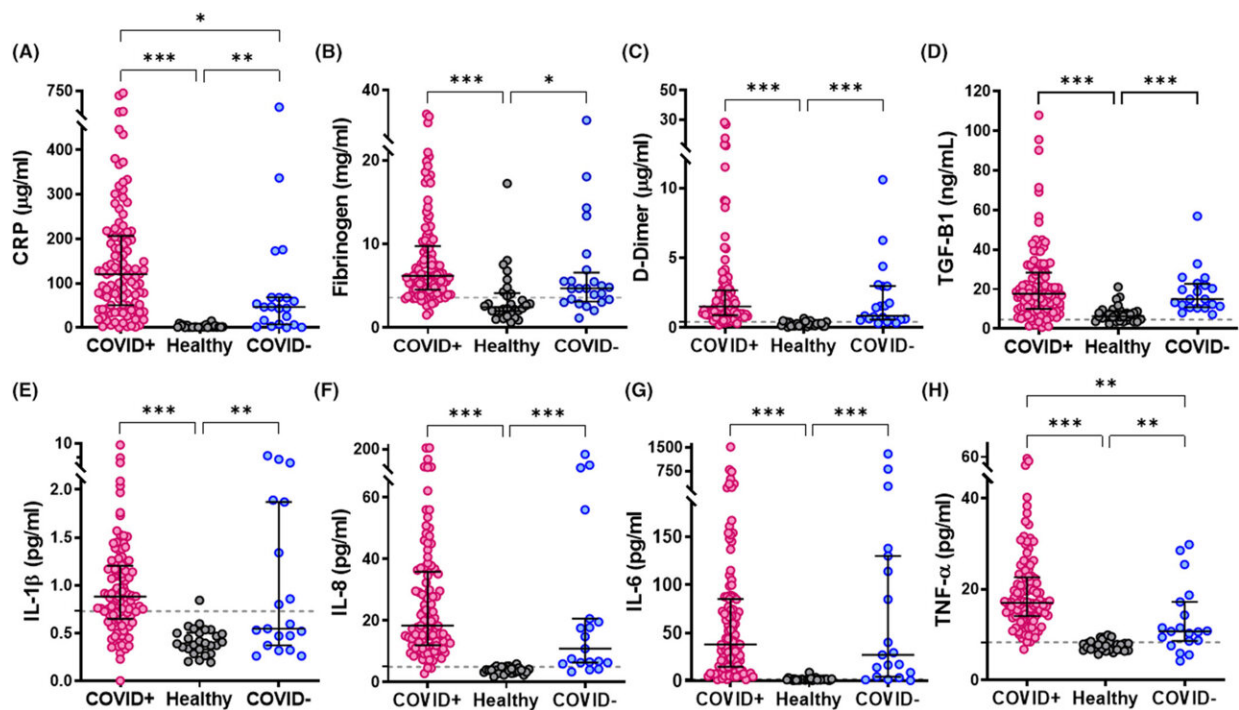 (A)
*
***
**
CRP (µg/ml)
750
400
300
200
100
0
COVID+ Healthy COVID-
(B)
***
*
Fibrinogen (mg/ml)
40
20
10
0
COVID+ Healthy COVID-
(C)
***
***
D-Dimer (µg/ml)
50
30
10
5
0
COVID+ Healthy COVID-
(D)
***
***
TGF-B1 (ng/mL)
120
100
80
60
40
20
0
COVID+ Healthy COVID-
(E)
***
**
IL-1β (pg/ml)
10
2.0
1.5
1.0
0.5
0.0
COVID+ Healthy COVID-
(F)
***
***
IL-8 (pg/ml)
200
60
40
20
0
COVID+ Healthy COVID-
(G)
***
***
IL-6 (pg/ml)
1500
750
150
100
50
0
COVID+ Healthy COVID-
(H)
**
***
**
TNF-α (pg/ml)
60
40
20
0
COVID+ Healthy COVID-